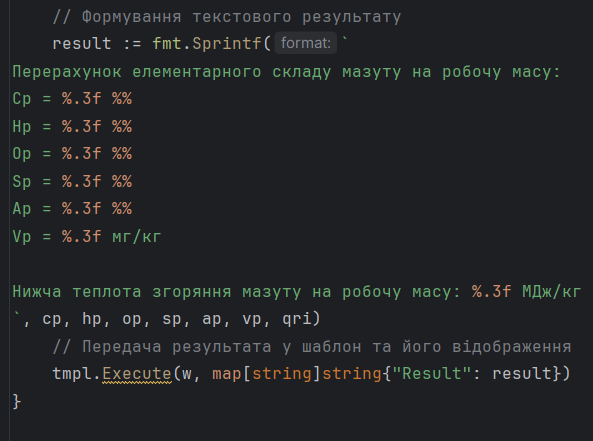 // Формування текстового результату
result := fmt.Sprintf( format: `
Перерахунок елементарного складу мазуту на робочу масу:
Cp = %.3f %%
Hp = %.3f %%
Op = %.3f %%
Sp = %.3f %%
Ap = %.3f %%
Vp = %.3f мг/кг
Нижча теплота згоряння мазуту на робочу масу: %.3f МДж/кг
`, cp, hp, op, sp, ap, vp, qri)
// Передача результата у шаблон та його відображення
tmpl.Execute(w, map[string]string{"Result": result})
}